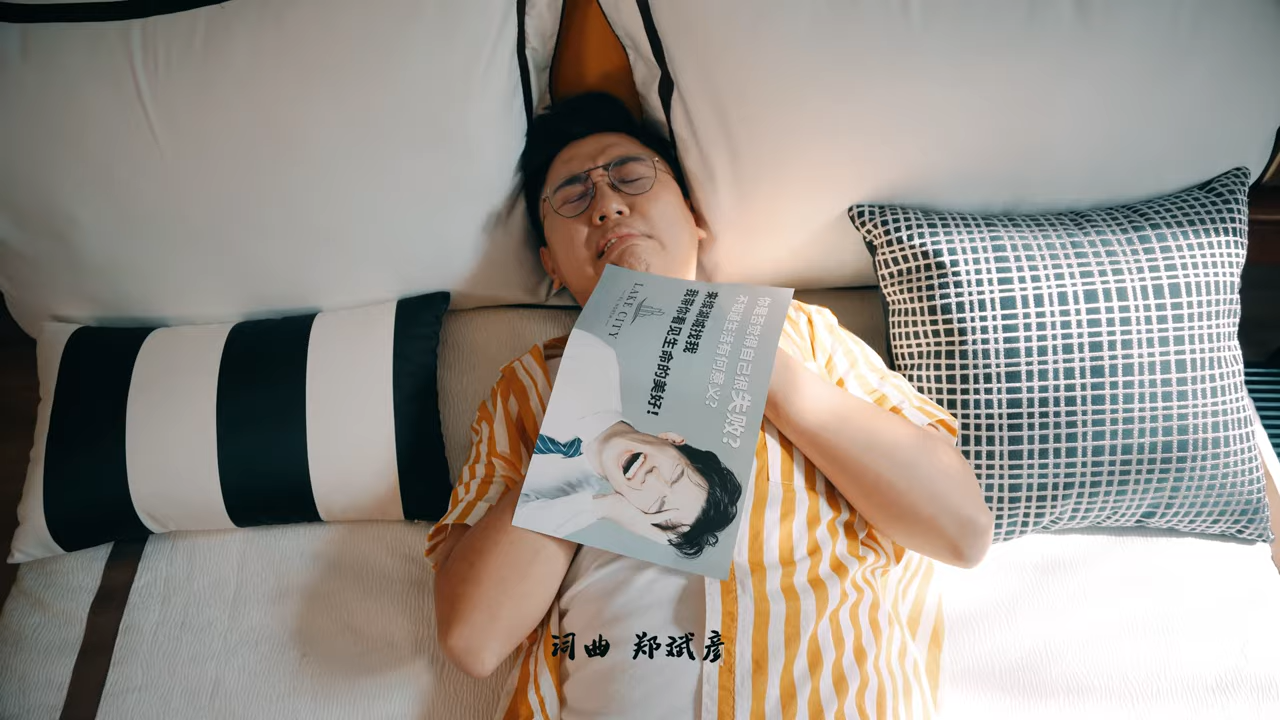 你是否觉得自己很失败?
不知道生活有何意义?
来缤湖城找我
我带你看见生命的美好!
LAKE CITY
词曲 郑斌彦